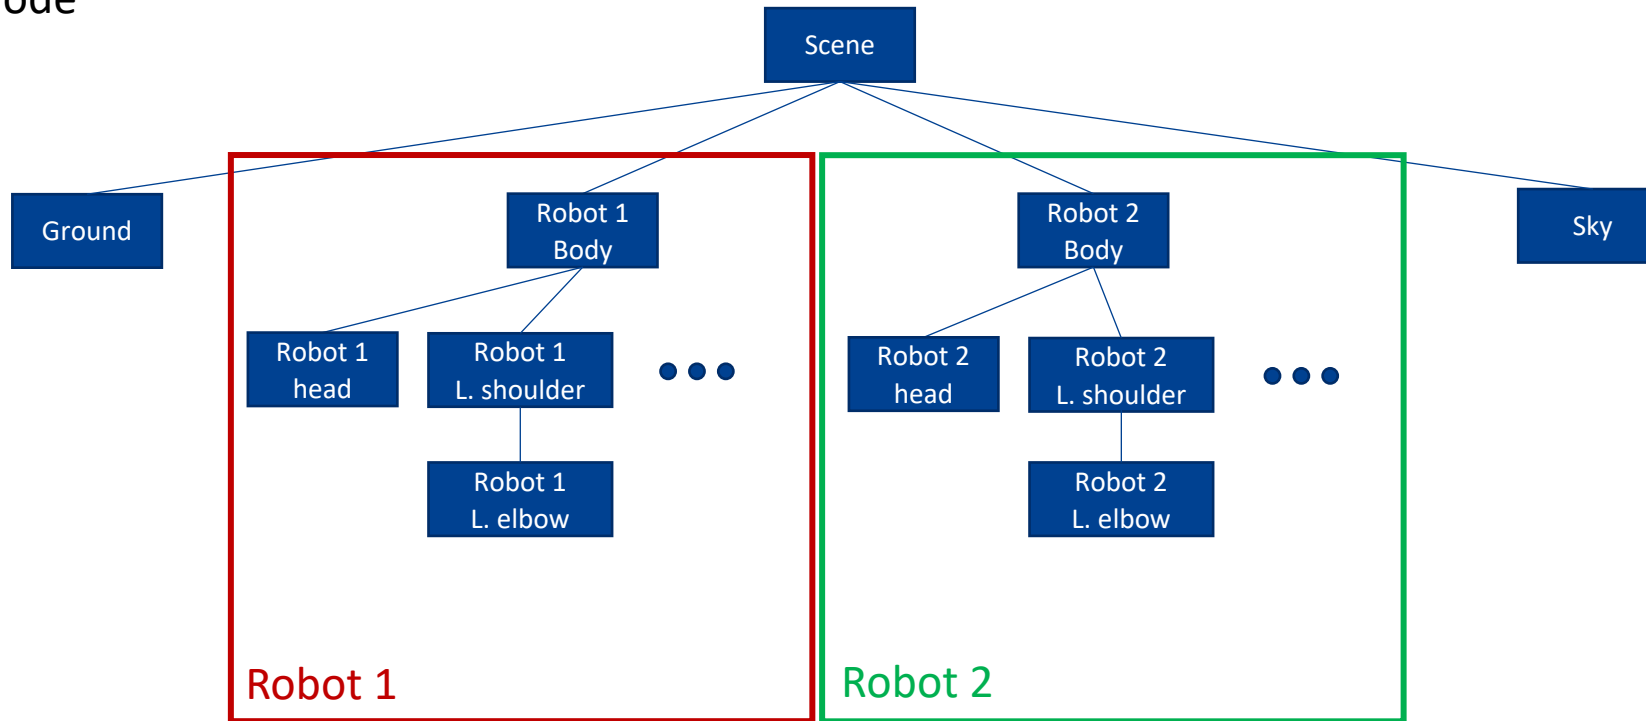 ode
Scene
Ground
Robot 1
Body
Robot 2
Body
Sky
Robot 1
head
Robot 1
L. shoulder
Robot 2
head
Robot 2
L. shoulder
Robot 1
L. elbow
Robot 2
L. elbow
Robot 1
Robot 2